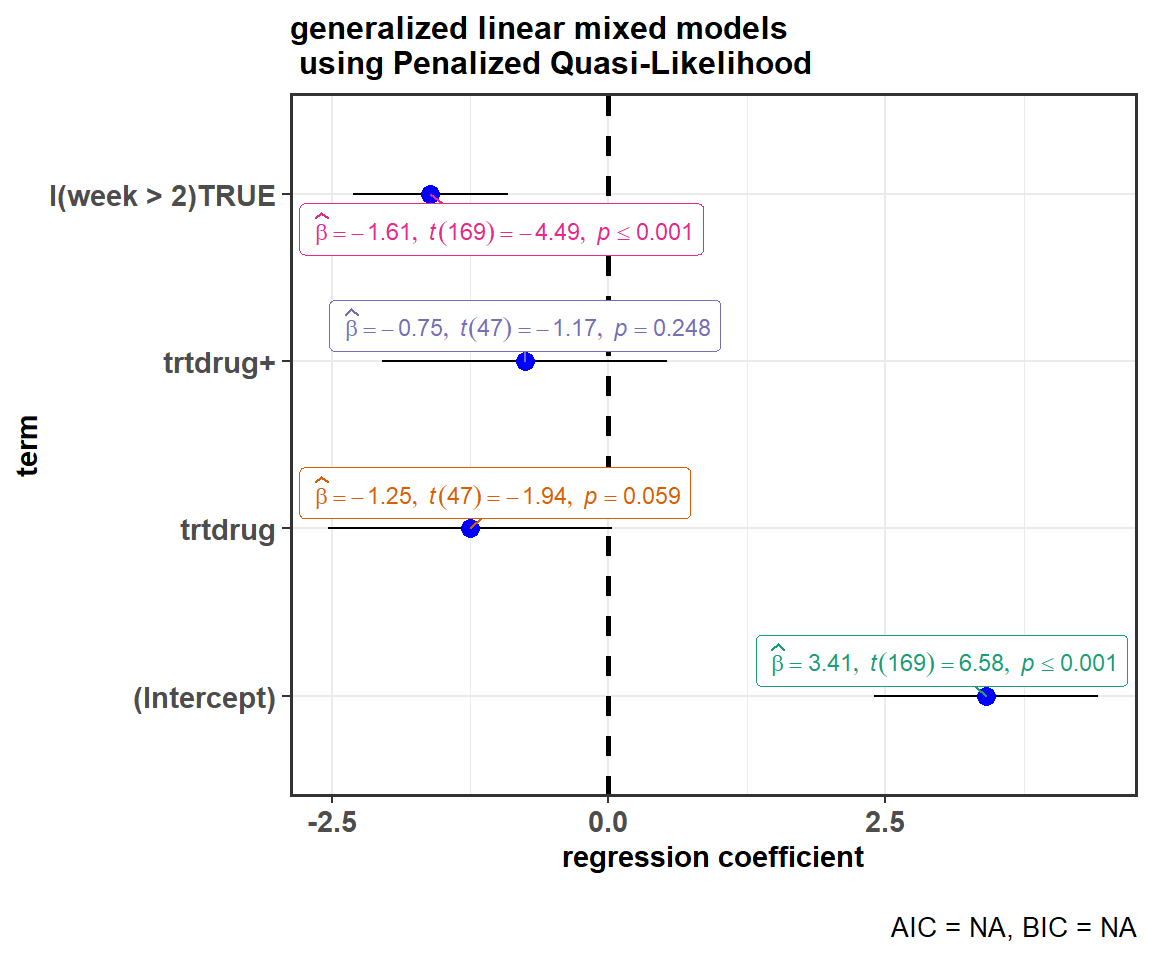 generalized linear mixed models
using Penalized Quasi-Likelihood
I(week > 2)TRUE
β̂ = −1.61, t(169) = −4.49, p ≤ 0.001
β̂ = −0.75, t(47) = −1.17, p = 0.248
trtdrug+
term
β̂ = −1.25, t(47) = −1.94, p = 0.059
trtdrug
β̂ = 3.41, t(169) = 6.58, p ≤ 0.001
(Intercept)
-2.5 0.0 2.5
regression coefficient
AIC = NA, BIC = NA